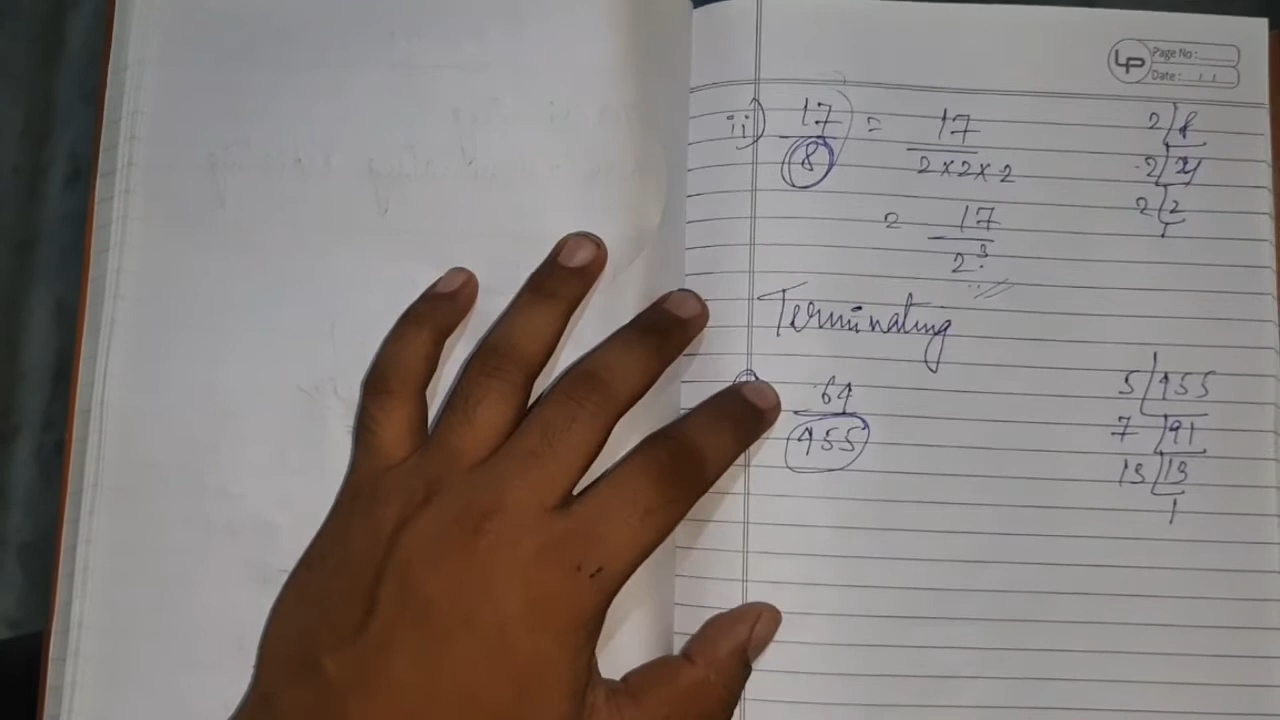 LP Page No:
Date: / /
ii) 17/8 = 17/2×2×2
= 17/2³
Terminating
64/455
2 | 8
2 | 4
2 | 2
1
5 | 455
7 | 91
13 | 13
1